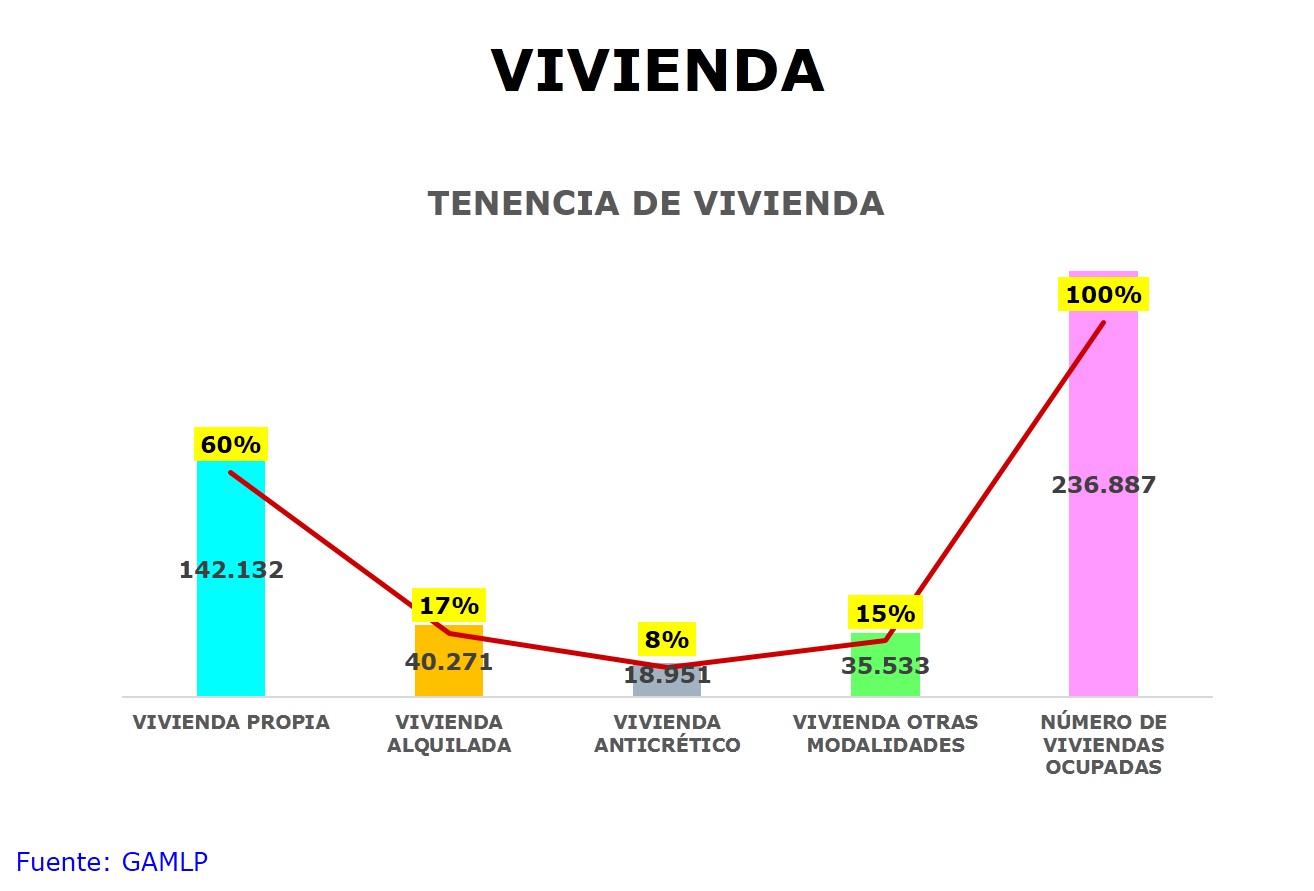 VIVIENDA
TENENCIA DE VIVIENDA
100%
60%
236.887
142.132
17%
15%
8%
40.271
18.951
35.533
VIVIENDA PROPIA
VIVIENDA
ALQUILADA
VIVIENDA
ANTICRÉTICO
VIVIENDA OTRAS
MODALIDADES
NÚMERO DE
VIVIENDAS
OCUPADAS
Fuente: GAMLP